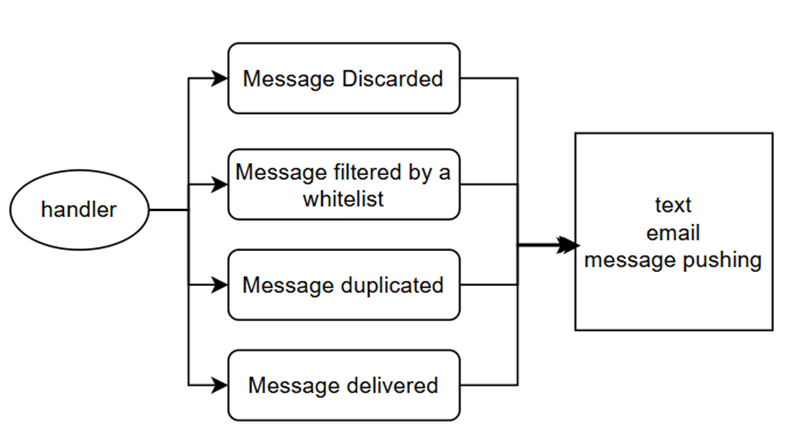 handler
Message Discarded
Message filtered by a
whitelist
Message duplicated
Message delivered
text
email
message pushing